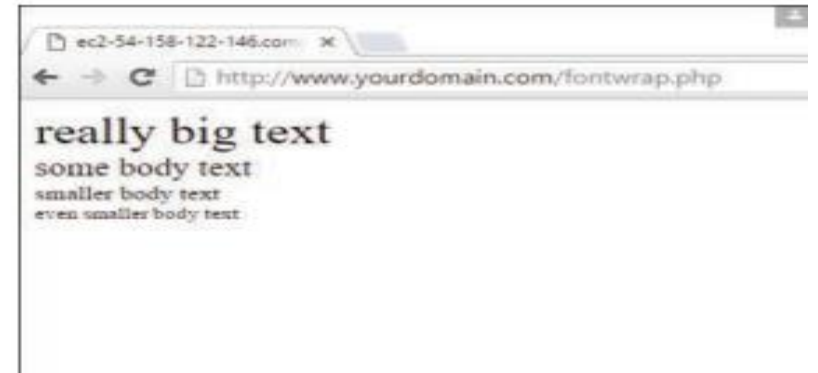 ec2-54-158-122-146.com
http://www.yourdomain.com/fontwrap.php
really big text
some body text
smaller body text
even smaller body text